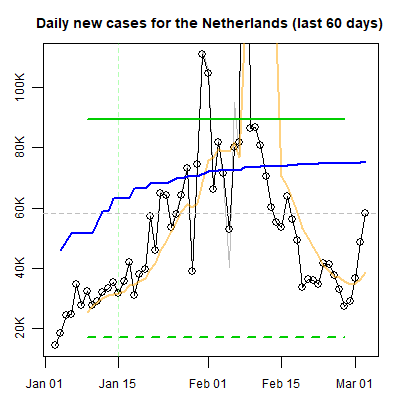 Daily new cases for the Netherlands (last 60 days)
100K
80K
60K
40K
20K
Jan 01 Jan 15 Feb 01 Feb 15 Mar 01